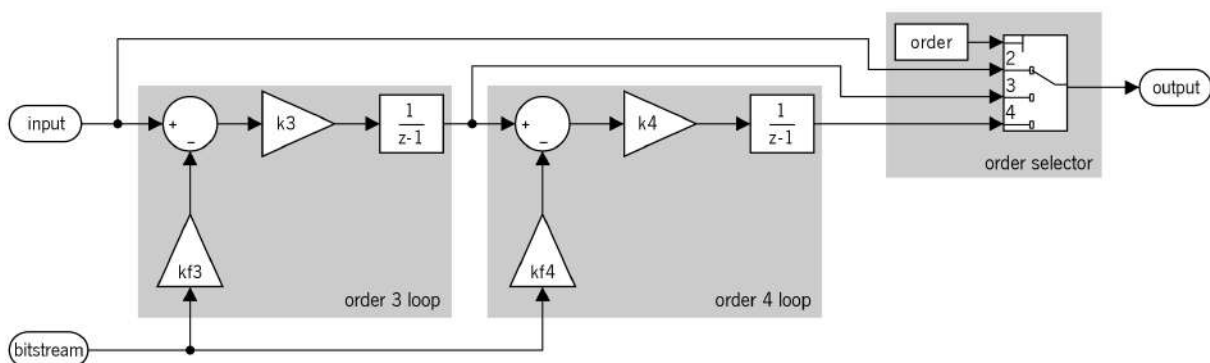 order
2
3
4
order selector
output
input
+
−
k3
1
z-1
kf3
order 3 loop
+
−
k4
1
z-1
kf4
order 4 loop
bitstream